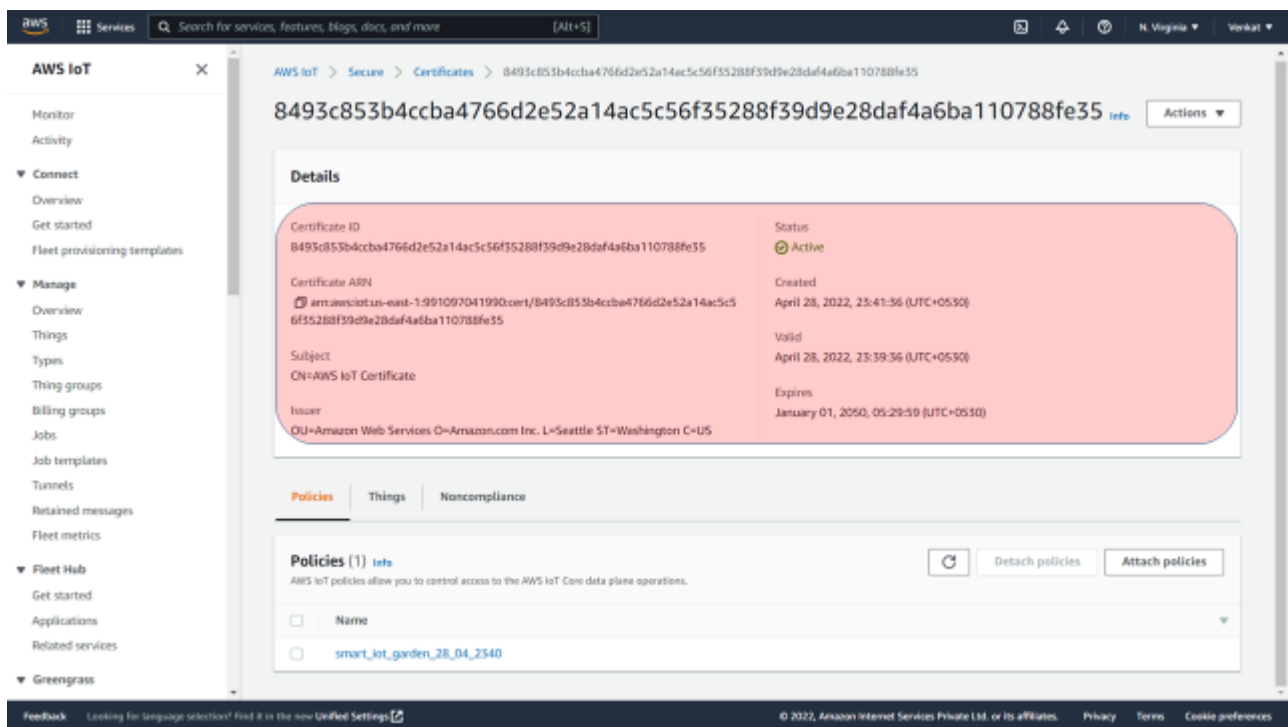 aws
Services
Search for services, features, blogs, docs, and more
[Alt+S]
N. Virginia
Venkat
AWS IoT
Monitor
Activity
Connect
Overview
Get started
Fleet provisioning templates
Manage
Overview
Things
Types
Thing groups
Billing groups
Jobs
Job templates
Tunnels
Retained messages
Fleet metrics
Fleet Hub
Get started
Applications
Related services
Greengrass
AWS IoT > Secure > Certificates > 8493c853b4ccba4766d2e52a14ac5c56f35288f39d9e28daf4a6ba110788fe35
8493c853b4ccba4766d2e52a14ac5c56f35288f39d9e28daf4a6ba110788fe35 Info
Actions
Details
Certificate ID
8493c853b4ccba4766d2e52a14ac5c56f35288f39d9e28daf4a6ba110788fe35
Certificate ARN
arn:aws:iot:us-east-1:991097041990:cert/8493c853b4ccba4766d2e52a14ac5c5
6f35288f39d9e28daf4a6ba110788fe35
Subject
CN=AWS IoT Certificate
Issuer
OU=Amazon Web Services O=Amazon.com Inc. L=Seattle ST=Washington C=US
Status
Active
Created
April 28, 2022, 23:41:36 (UTC+0530)
Valid
April 28, 2022, 23:39:36 (UTC+0530)
Expires
January 01, 2050, 05:29:59 (UTC+0530)
Policies
Things
Noncompliance
Policies (1) Info
AWS IoT policies allow you to control access to the AWS IoT Core data plane operations.
Detach policies
Attach policies
Name
smart_iot_garden_28_04_2340
Feedback
Looking for language selection? Find it in the new Unified Settings
© 2022, Amazon Internet Services Private Ltd. or its affiliates.
Privacy
Terms
Cookie preferences